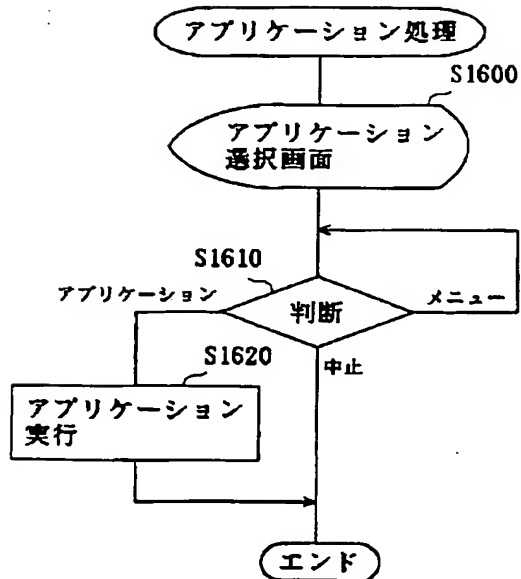 アプリケーション処理
S1600
アプリケーション
選択画面
S1610
アプリケーション
判断
メニュー
S1620
中止
アプリケーション
実行
エンド